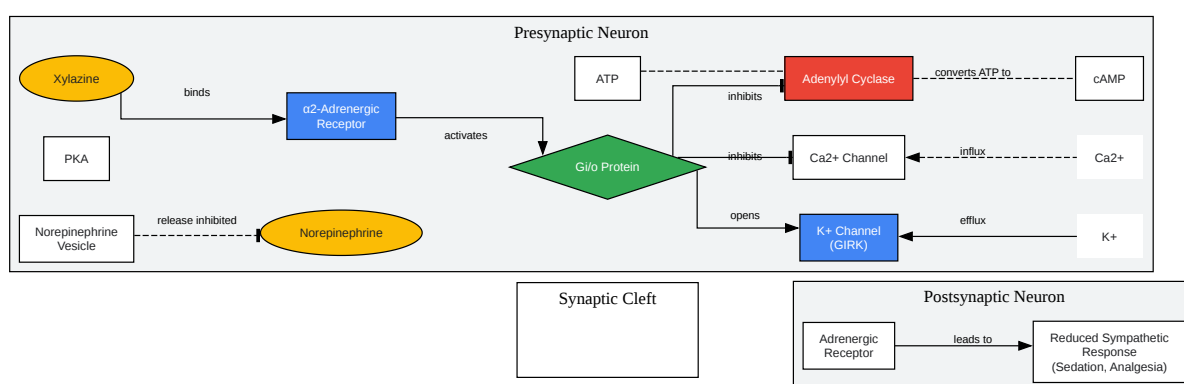 Presynaptic Neuron
Xylazine
binds
α2-Adrenergic
Receptor
activates
ATP
Adenylyl Cyclase
converts ATP to
cAMP
inhibits
PKA
Gi/o Protein
inhibits
Ca2+ Channel
influx
Ca2+
Norepinephrine
Vesicle
release inhibited
Norepinephrine
opens
K+ Channel
(GIRK)
efflux
K+
Synaptic Cleft
Postsynaptic Neuron
Adrenergic
Receptor
leads to
Reduced Sympathetic
Response
(Sedation, Analgesia)